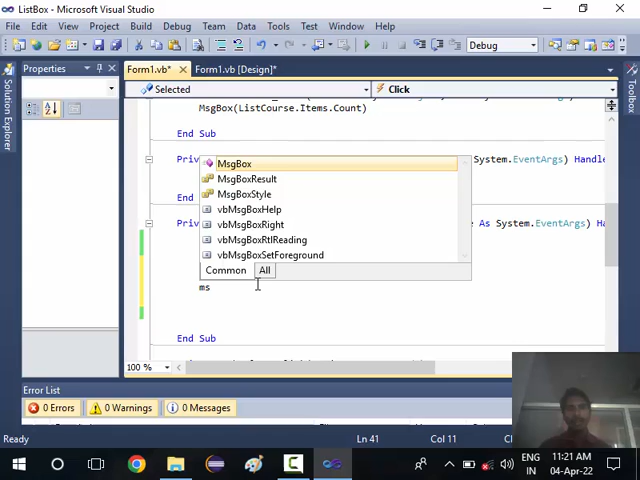 ListBox - Microsoft Visual Studio
File Edit View Project Build Debug Team Data Tools Test Window Help
Debug
Properties
Form1.vb* Form1.vb [Design]*
Selected
Click
Solution Explorer
Toolbox
MsgBox(ListCourse.Items.Count)
End Sub
Priv
System.EventArgs) Handle
End S
Priv
e As System.EventArgs) Ha
MsgBox
MsgBoxResult
MsgBoxStyle
vbMsgBoxHelp
vbMsgBoxRight
vbMsgBoxRtlReading
vbMsgBoxSetForeground
Common All
ms
End Sub
100 %
Error List
0 Errors 0 Warnings 0 Messages
Ready
Ln 41 Col 11 Ch 11
11:21 AM
ENG
IN
04-Apr-22